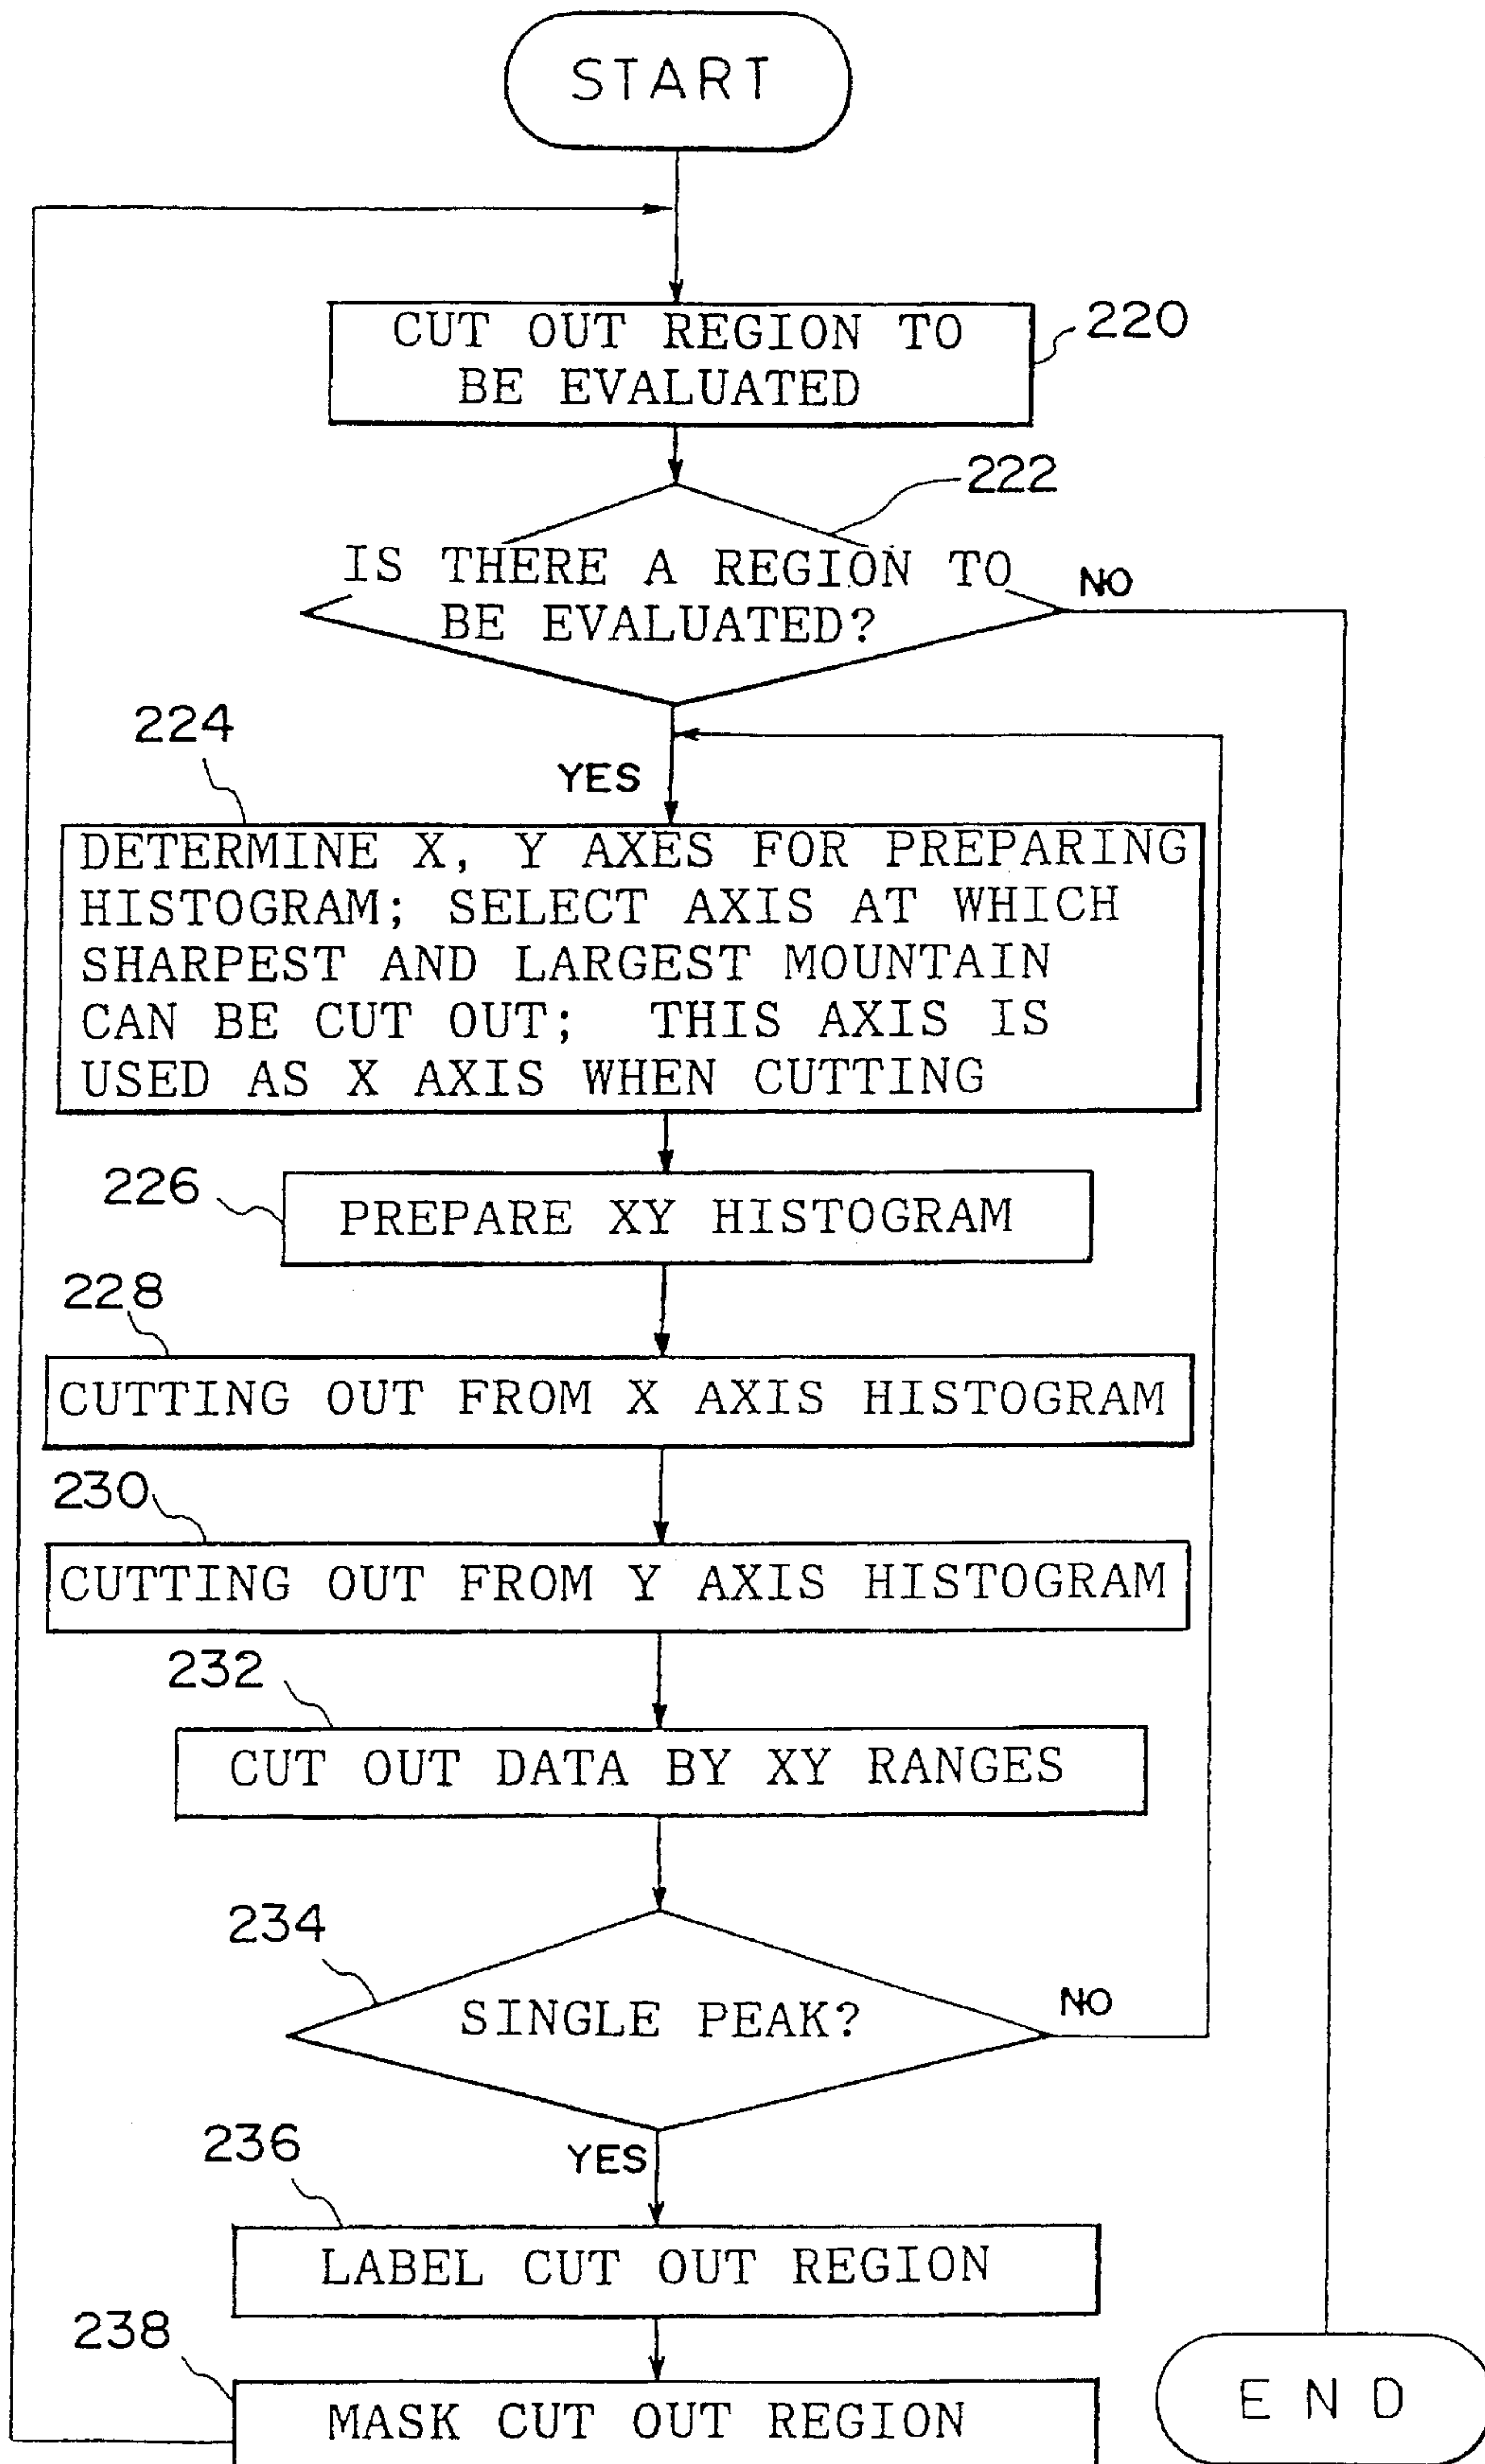 START
CUT OUT REGION TO
BE EVALUATED
220
222
IS THERE A REGION TO
BE EVALUATED?
NO
224
YES
DETERMINE X, Y AXES FOR PREPARING
HISTOGRAM; SELECT AXIS AT WHICH
SHARPEST AND LARGEST MOUNTAIN
CAN BE CUT OUT; THIS AXIS IS
USED AS X AXIS WHEN CUTTING
226
PREPARE XY HISTOGRAM
228
CUTTING OUT FROM X AXIS HISTOGRAM
230
CUTTING OUT FROM Y AXIS HISTOGRAM
232
CUT OUT DATA BY XY RANGES
234
SINGLE PEAK?
NO
236
YES
LABEL CUT OUT REGION
238
MASK CUT OUT REGION
END